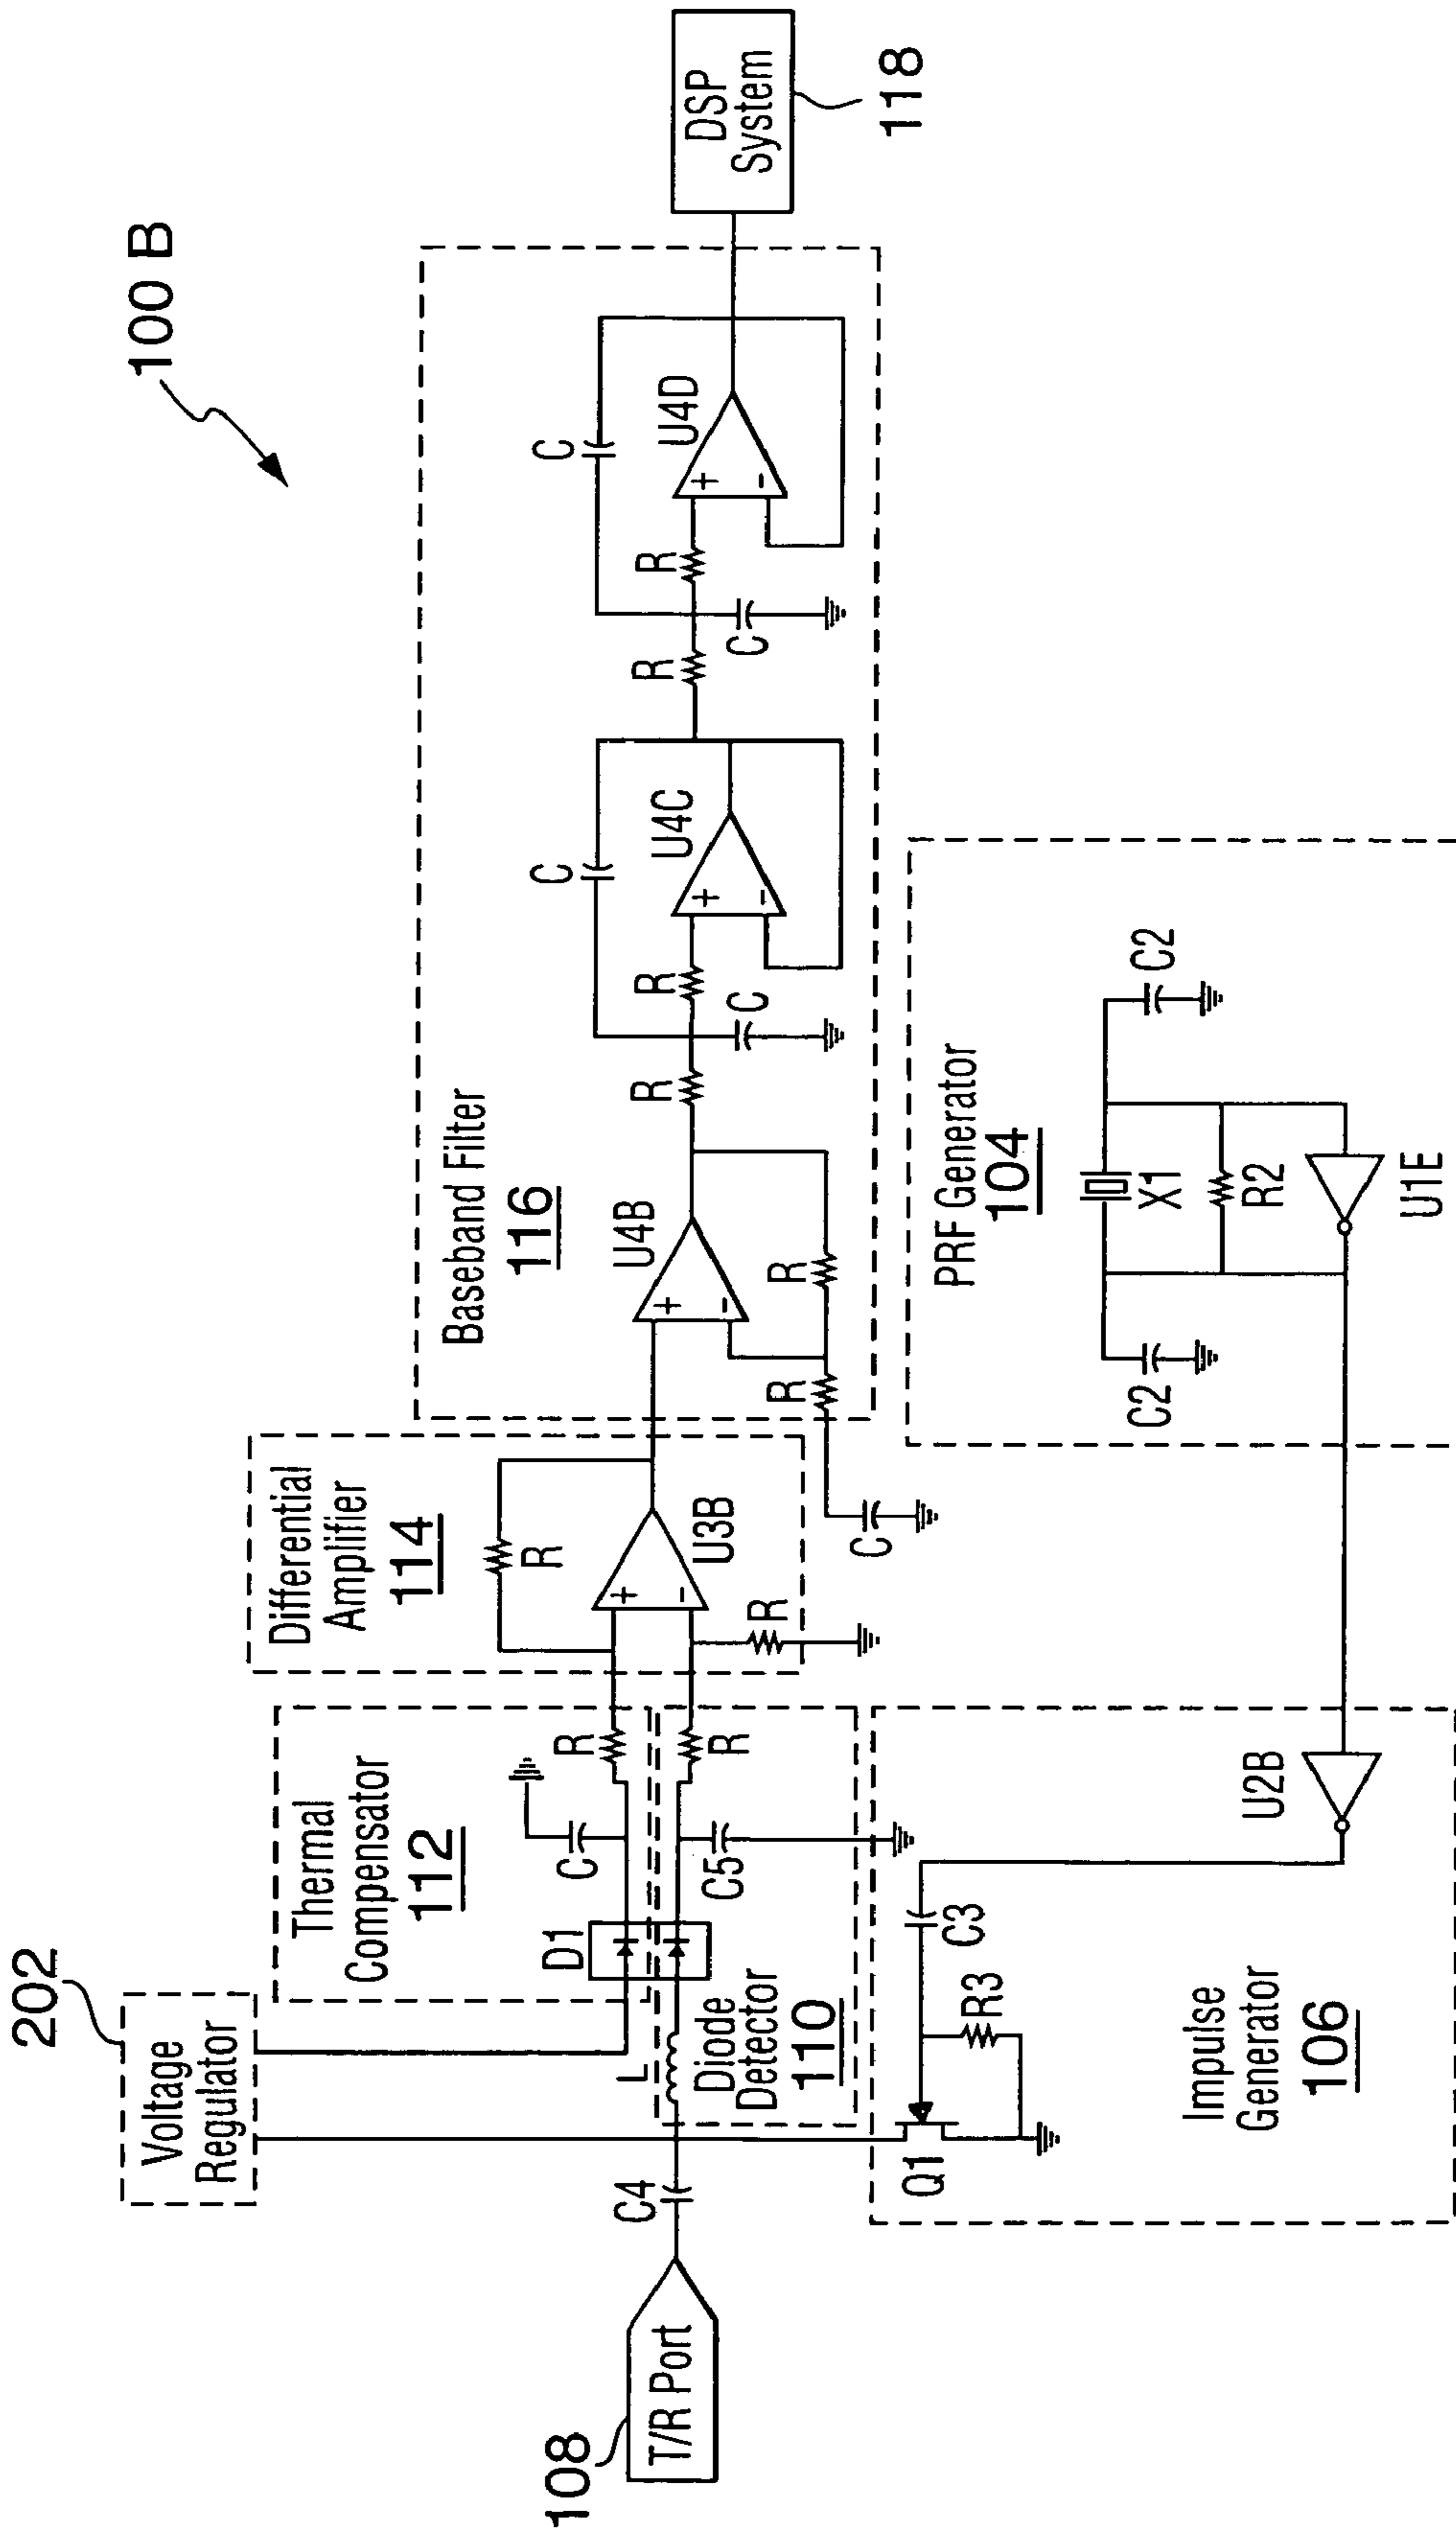 100 B
202
Voltage
Regulator
Thermal
Compensator
112
C
R
D1
L
Diode
Detector
110
C5
R
Differential
Amplifier
114
R
+
-
U3B
R
Baseband Filter
116
U4B
+
-
R
R
C
R
C
R
C
U4C
+
-
R
C
R
C
U4D
+
-
DSP
System
118
108
T/R Port
C4
Q1
R3
C3
U2B
Impulse
Generator
106
PRF Generator
104
C2
C2
X1
R2
U1E